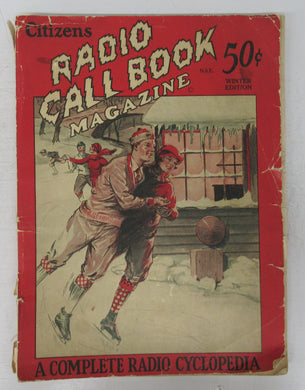 Citizens
RADIO
CALL BOOK
MAGAZINE
50¢
WINTER
EDITION
A COMPLETE RADIO CYCLOPEDIA